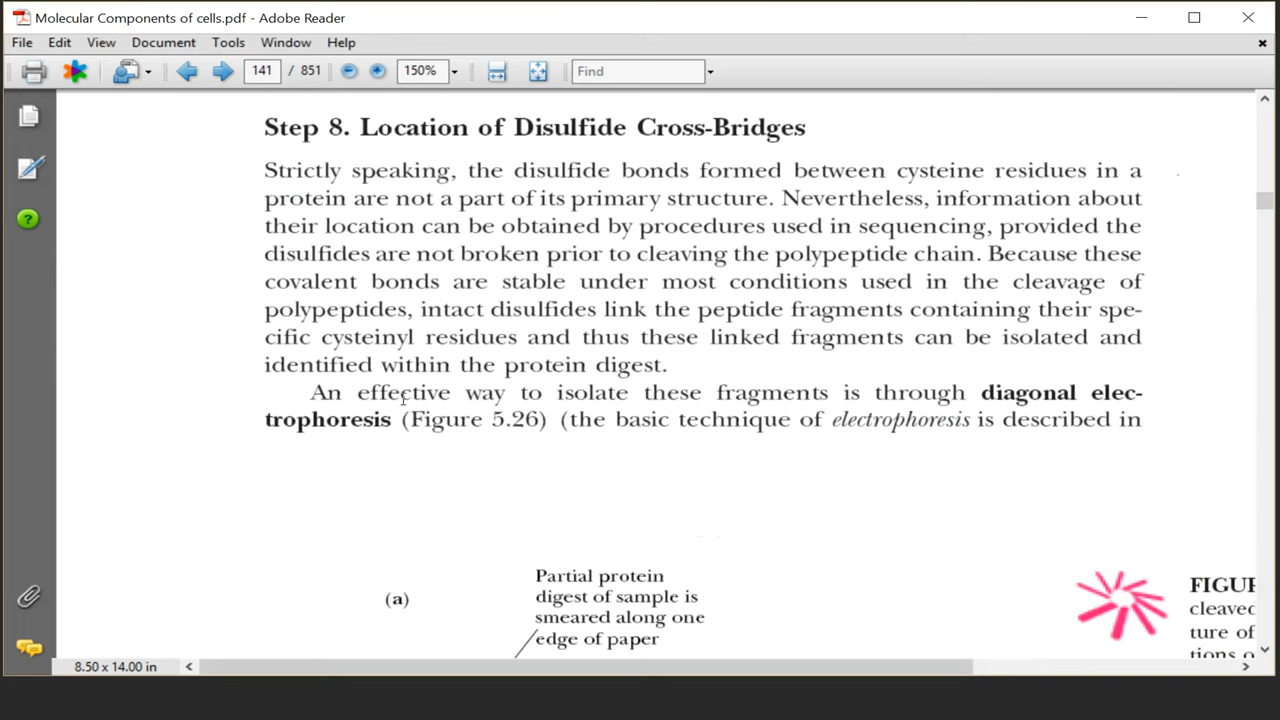 Molecular Components of cells.pdf - Adobe Reader
File Edit View Document Tools Window Help
141 / 851 150% Find
Step 8. Location of Disulfide Cross-Bridges
Strictly speaking, the disulfide bonds formed between cysteine residues in a
protein are not a part of its primary structure. Nevertheless, information about
their location can be obtained by procedures used in sequencing, provided the
disulfides are not broken prior to cleaving the polypeptide chain. Because these
covalent bonds are stable under most conditions used in the cleavage of
polypeptides, intact disulfides link the peptide fragments containing their spe-
cific cysteinyl residues and thus these linked fragments can be isolated and
identified within the protein digest.
An effective way to isolate these fragments is through diagonal elec-
trophoresis (Figure 5.26) (the basic technique of electrophoresis is described in
(a)
Partial protein
digest of sample is
smeared along one
edge of paper
cleaved
ture of
tions o
8.50 x 14.00 in